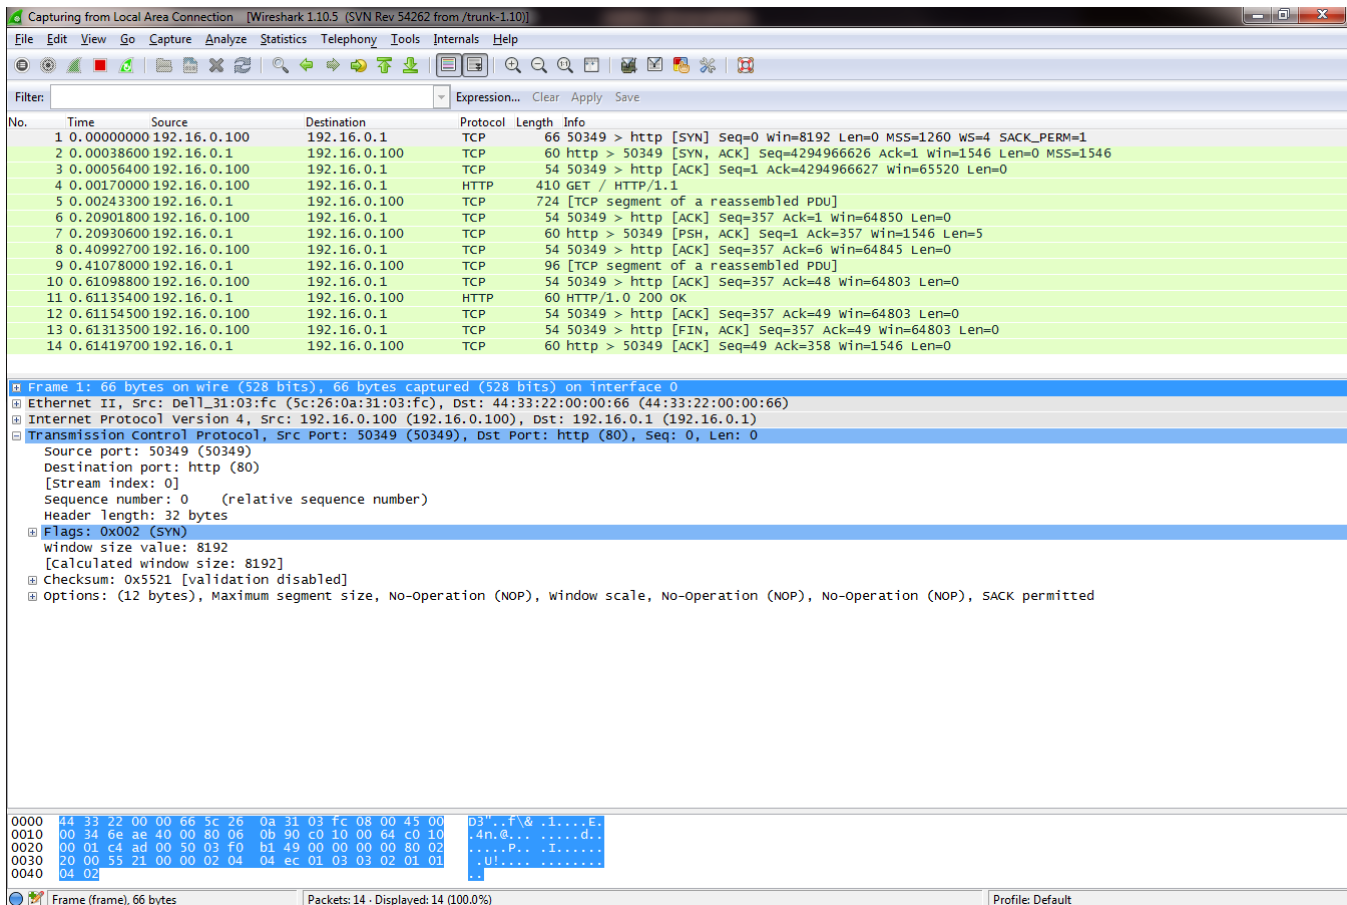 Capturing from Local Area Connection [Wireshark 1.10.5 (SVN Rev 54262 from /trunk-1.10)]
File Edit View Go Capture Analyze Statistics Telephony Tools Internals Help
Filter: Expression... Clear Apply Save
No. Time Source Destination Protocol Length Info
1 0.00000000 192.16.0.100 192.16.0.1 TCP 66 50349 > http [SYN] Seq=0 Win=8192 Len=0 MSS=1260 WS=4 SACK_PERM=1
2 0.00038600 192.16.0.1 192.16.0.100 TCP 60 http > 50349 [SYN, ACK] Seq=4294966626 Ack=1 Win=1546 Len=0 MSS=1546
3 0.00056400 192.16.0.100 192.16.0.1 TCP 54 50349 > http [ACK] Seq=1 Ack=4294966627 Win=65520 Len=0
4 0.00170000 192.16.0.100 192.16.0.1 HTTP 410 GET / HTTP/1.1
5 0.00243300 192.16.0.1 192.16.0.100 TCP 724 [TCP segment of a reassembled PDU]
6 0.20901800 192.16.0.100 192.16.0.1 TCP 54 50349 > http [ACK] Seq=357 Ack=1 Win=64850 Len=0
7 0.20930600 192.16.0.1 192.16.0.100 TCP 60 http > 50349 [PSH, ACK] Seq=1 Ack=357 Win=1546 Len=5
8 0.40992700 192.16.0.100 192.16.0.1 TCP 54 50349 > http [ACK] Seq=357 Ack=6 Win=64845 Len=0
9 0.41078000 192.16.0.1 192.16.0.100 TCP 96 [TCP segment of a reassembled PDU]
10 0.61098800 192.16.0.100 192.16.0.1 TCP 54 50349 > http [ACK] Seq=357 Ack=48 Win=64803 Len=0
11 0.61135400 192.16.0.1 192.16.0.100 HTTP 60 HTTP/1.0 200 OK
12 0.61154500 192.16.0.100 192.16.0.1 TCP 54 50349 > http [ACK] Seq=357 Ack=49 Win=64803 Len=0
13 0.61313500 192.16.0.100 192.16.0.1 TCP 54 50349 > http [FIN, ACK] Seq=357 Ack=49 Win=64803 Len=0
14 0.61419700 192.16.0.1 192.16.0.100 TCP 60 http > 50349 [ACK] Seq=49 Ack=358 Win=1546 Len=0
Frame 1: 66 bytes on wire (528 bits), 66 bytes captured (528 bits) on interface 0
Ethernet II, Src: Dell_31:03:fc (5c:26:0a:31:03:fc), Dst: 44:33:22:00:00:66 (44:33:22:00:00:66)
Internet Protocol Version 4, Src: 192.16.0.100 (192.16.0.100), Dst: 192.16.0.1 (192.16.0.1)
Transmission Control Protocol, Src Port: 50349 (50349), Dst Port: http (80), Seq: 0, Len: 0
Source port: 50349 (50349)
Destination port: http (80)
[Stream index: 0]
Sequence number: 0 (relative sequence number)
Header length: 32 bytes
Flags: 0x002 (SYN)
Window size value: 8192
[Calculated window size: 8192]
Checksum: 0x5521 [validation disabled]
Options: (12 bytes), Maximum segment size, No-Operation (NOP), Window scale, No-Operation (NOP), No-Operation (NOP), SACK permitted
0000 44 33 22 00 00 66 5c 26 0a 31 03 fc 08 00 45 00 D3"..f\& .1....E.
0010 00 34 6e ae 40 00 80 06 0b 90 c0 10 00 64 c0 10 .4n.@... .....d..
0020 00 01 c4 ad 00 50 03 f0 b1 49 00 00 00 00 80 02 .....P.. .I......
0030 20 00 55 21 00 00 02 04 04 ec 01 03 03 02 01 01 .U!.... ........
0040 04 02 ..
Frame (frame), 66 bytes Packets: 14 · Displayed: 14 (100.0%) Profile: Default